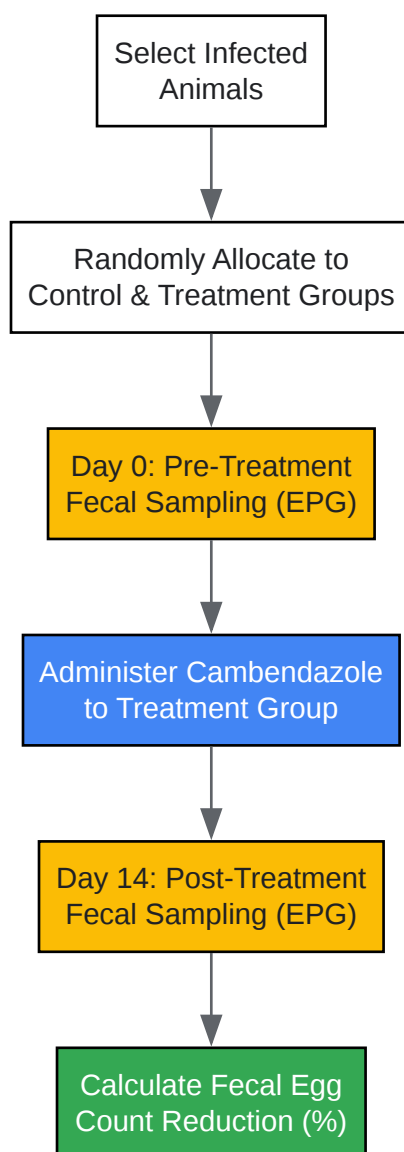 Select Infected
Animals
Randomly Allocate to
Control & Treatment Groups
Day 0: Pre-Treatment
Fecal Sampling (EPG)
Administer Cambendazole
to Treatment Group
Day 14: Post-Treatment
Fecal Sampling (EPG)
Calculate Fecal Egg
Count Reduction (%)